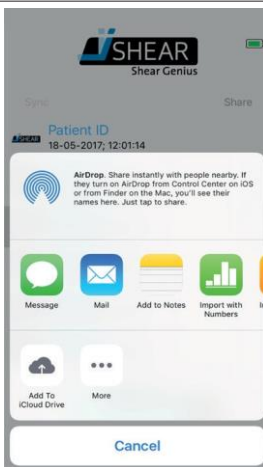 SHEAR
Shear Genius
Sync
Share
SHEAR
Patient ID
18-05-2017; 12:01:14
AirDrop. Share instantly with people nearby. If
they turn on AirDrop from Control Center on iOS
or from Finder on the Mac, you'll see their
names here. Just tap to share.
Message
Mail
Add to Notes
Import with
Numbers
Add To
iCloud Drive
More
Cancel